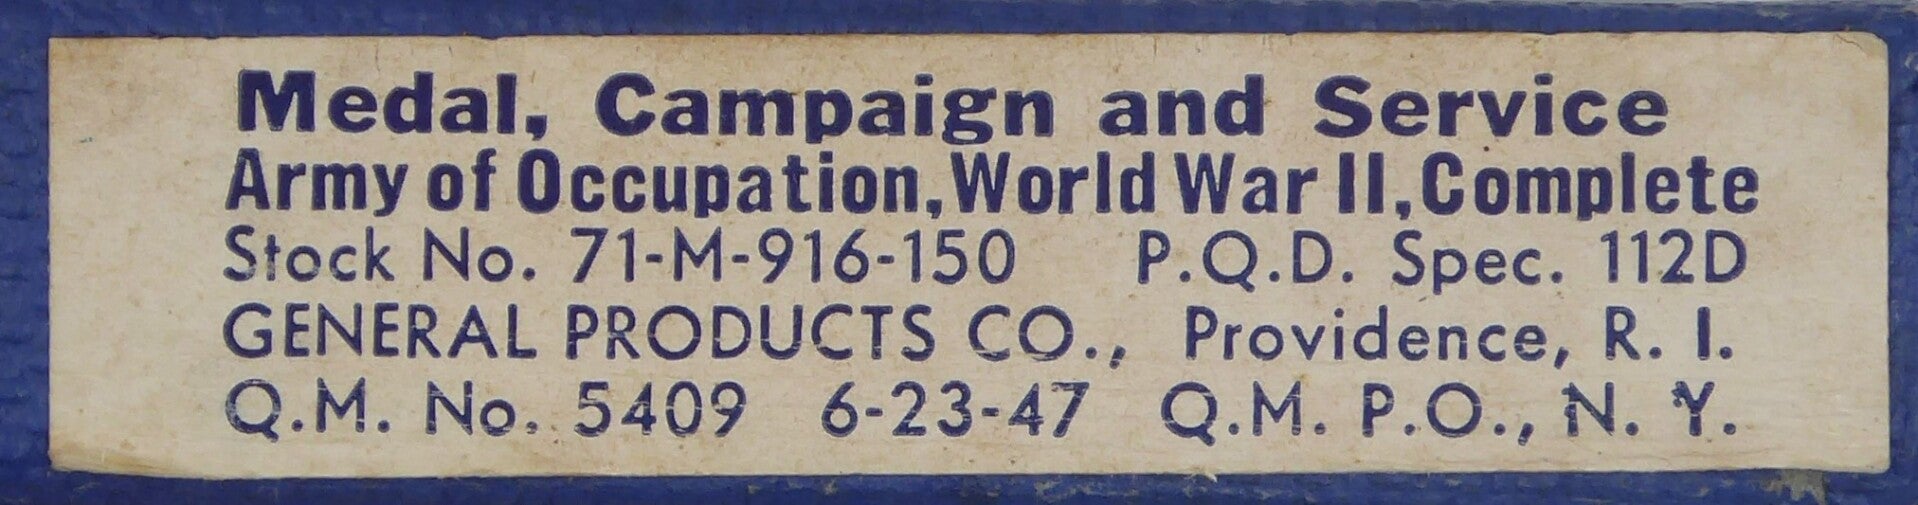 Medal, Campaign and Service
Army of Occupation, World War II, Complete
Stock No. 71-M-916-150 P.Q.D. Spec. 112D
GENERAL PRODUCTS CO., Providence, R. I.
Q.M. No. 5409 6-23-47 Q.M. P.O., N. Y.